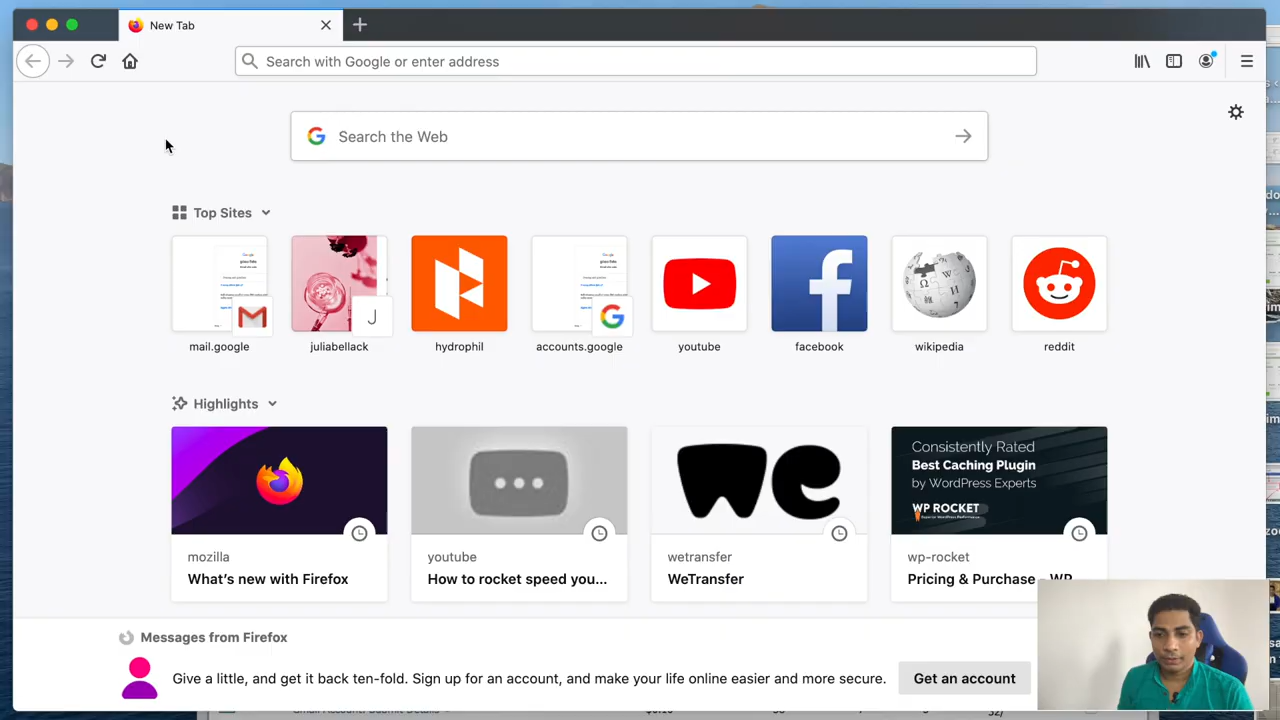 New Tab
Search with Google or enter address
Search the Web
Top Sites
mail.google
juliabellack
hydrophil
accounts.google
youtube
facebook
wikipedia
reddit
J
Highlights
Consistently Rated
Best Caching Plugin
by WordPress Experts
WP ROCKET
mozilla
What's new with Firefox
youtube
How to rocket speed you...
wetransfer
WeTransfer
wp-rocket
Pricing & Purchase - WP
Messages from Firefox
Give a little, and get it back ten-fold. Sign up for an account, and make your life online easier and more secure.
Get an account